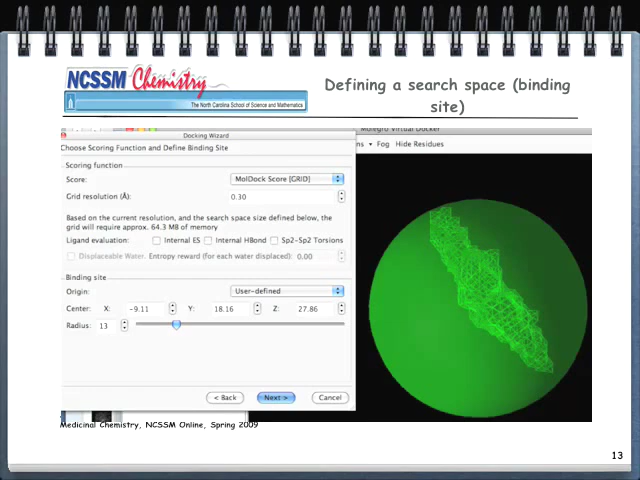 NCSSM Chemistry
The North Carolina School of Science and Mathematics
Defining a search space (binding
site)
Docking Wizard
Molegro Virtual Docker
Choose Scoring Function and Define Binding Site
ns Fog Hide Residues
Scoring function
Score: MolDock Score [GRID]
Grid resolution (Å): 0.30
Based on the current resolution, and the search space size defined below, the
grid will require approx. 64.3 MB of memory
Ligand evaluation: Internal ES Internal HBond Sp2-Sp2 Torsions
Displaceable Water. Entropy reward (for each water displaced): 0.00
Binding site
Origin: User-defined
Center: X: -9.11 Y: 18.16 Z: 27.86
Radius: 13
< Back Next > Cancel
Medicinal Chemistry, NCSSM Online, Spring 2009
13